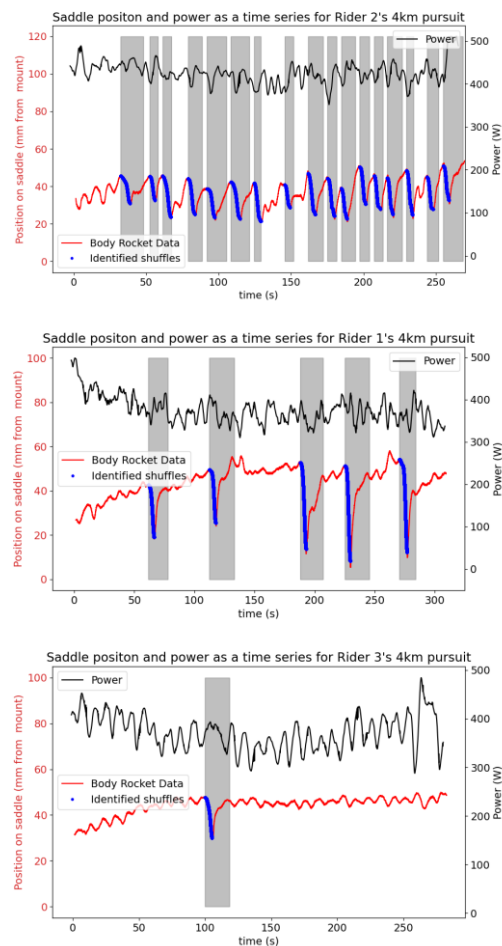 Saddle positon and power as a time series for Rider 2's 4km pursuit
Position on saddle (mm from  mount)
120
100
80
60
40
20
0
Power
Body Rocket Data
Identified shuffles
500
400
300
200
100
0
Power (W)
0 50 100 150 200 250
time (s)
Saddle positon and power as a time series for Rider 1's 4km pursuit
Position on saddle (mm from  mount)
100
80
60
40
20
0
Power
Body Rocket Data
Identified shuffles
500
400
300
200
100
0
Power (W)
0 50 100 150 200 250 300
time (s)
Saddle positon and power as a time series for Rider 3's 4km pursuit
Position on saddle (mm from  mount)
100
80
60
40
20
0
Power
Body Rocket Data
Identified shuffles
500
400
300
200
100
0
Power (W)
0 50 100 150 200 250
time (s)